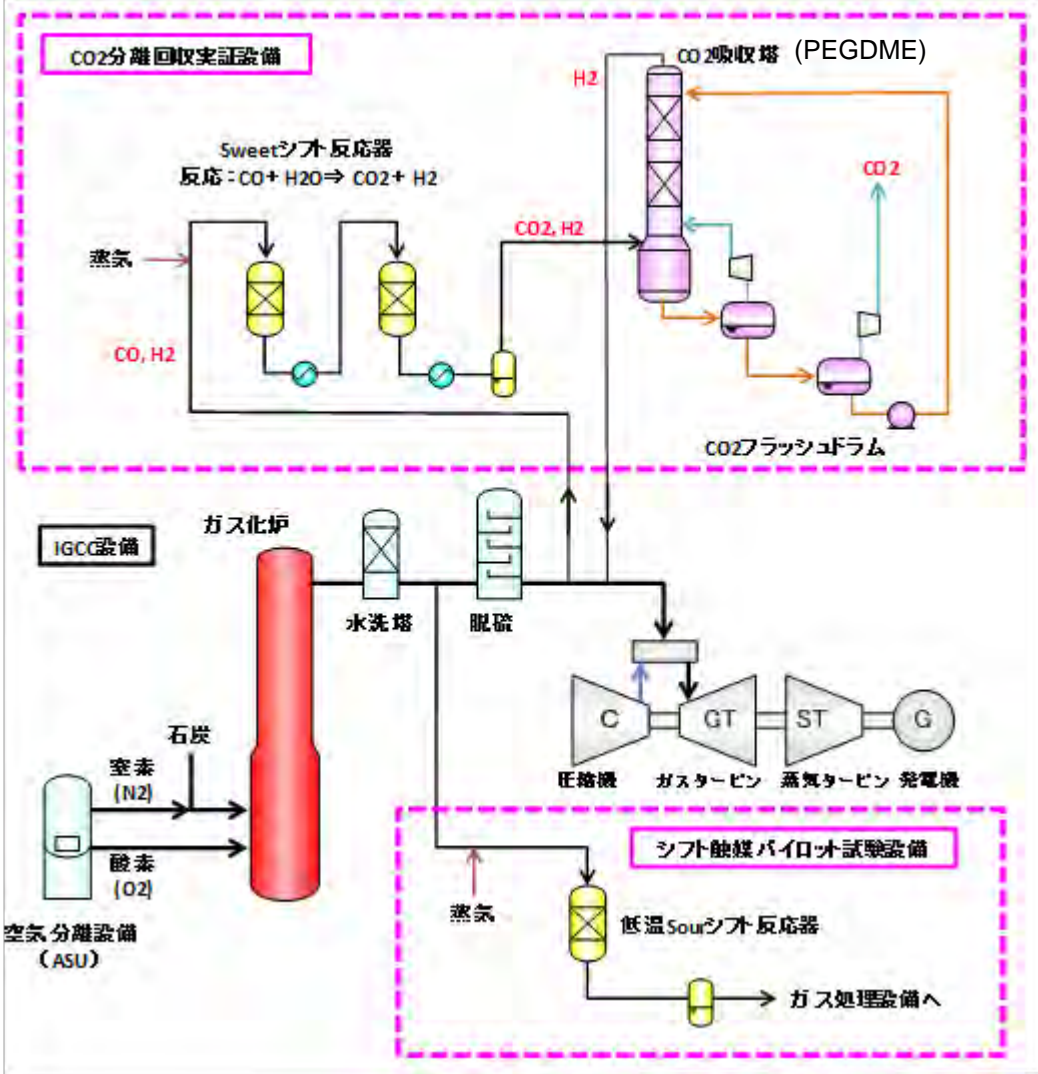 CO2分離回収実証設備
CO2吸収塔 (PEGDME)
H2
Sweetシフト反応器
反応:CO+ H2O⇒ CO2+ H2
CO2
CO2, H2
蒸気
CO, H2
CO2フラッシュドラム
IGCC設備
ガス化炉
水洗塔
脱硫
石炭
窒素
(N2)
酸素
(O2)
空気分離設備
(ASU)
C
GT
ST
G
圧縮機
ガスタービン
蒸気タービン
発電機
シフト触媒パイロット試験設備
蒸気
低温Sourシフト反応器
ガス処理設備へ